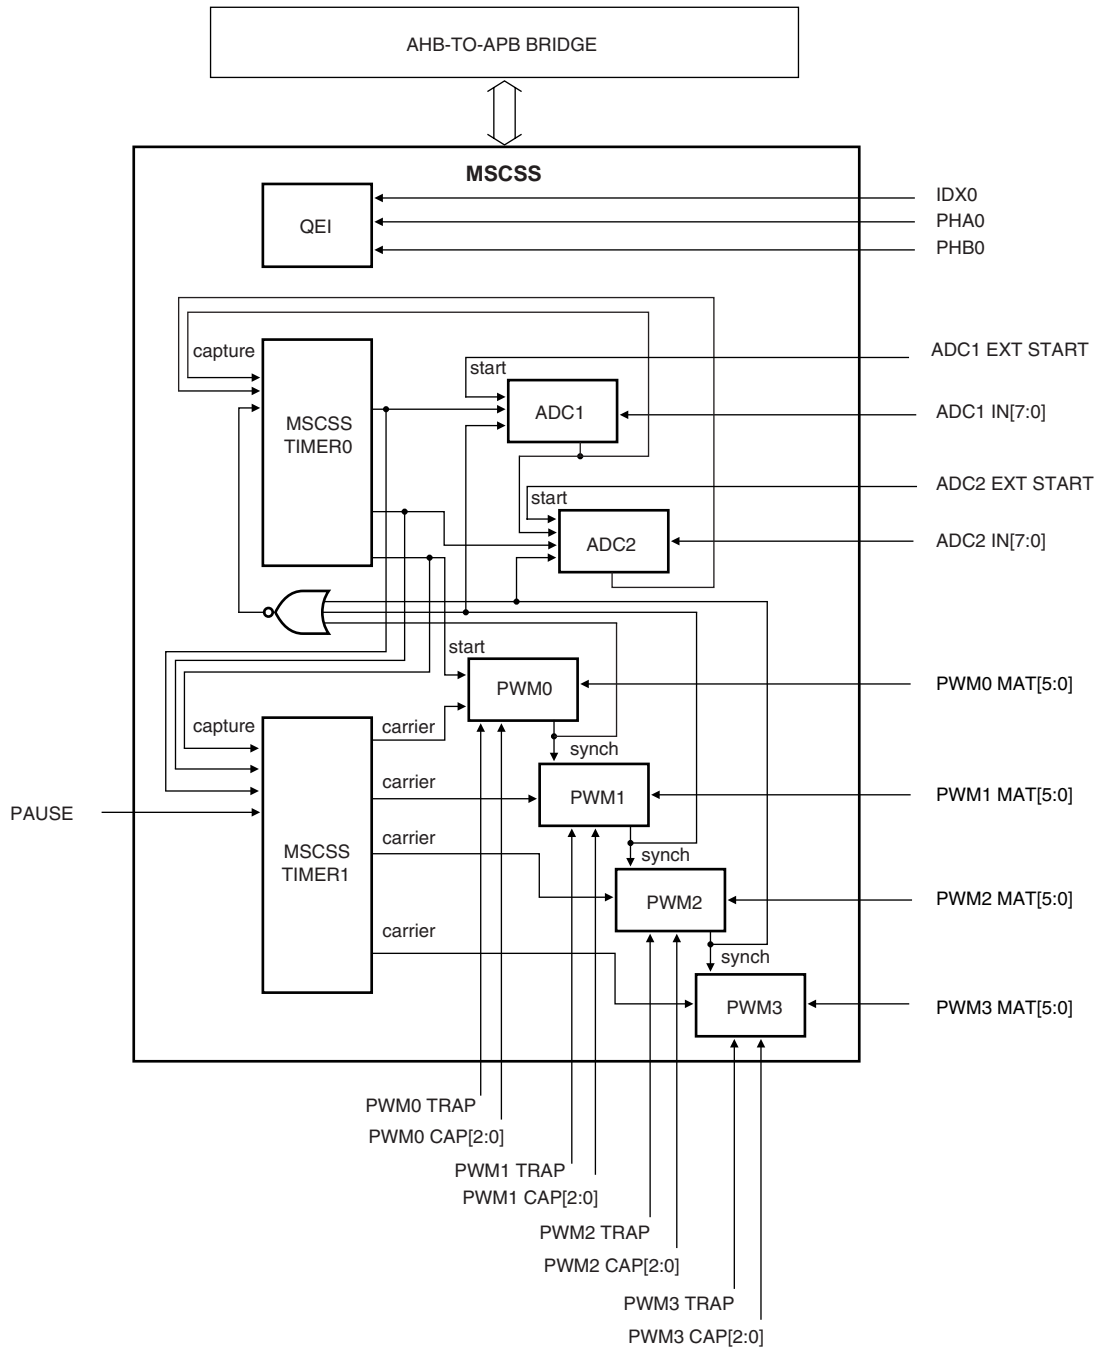 AHB-TO-APB BRIDGE
MSCSS
QEI
IDX0
PHA0
PHB0
capture
MSCSS
TIMER0
start
ADC1
ADC1 EXT START
ADC1 IN[7:0]
start
ADC2
ADC2 EXT START
ADC2 IN[7:0]
start
PWM0
PWM0 MAT[5:0]
capture
carrier
synch
carrier
PWM1
PWM1 MAT[5:0]
PAUSE
MSCSS
TIMER1
carrier
synch
PWM2
PWM2 MAT[5:0]
carrier
synch
PWM3
PWM3 MAT[5:0]
PWM0 TRAP
PWM0 CAP[2:0]
PWM1 TRAP
PWM1 CAP[2:0]
PWM2 TRAP
PWM2 CAP[2:0]
PWM3 TRAP
PWM3 CAP[2:0]